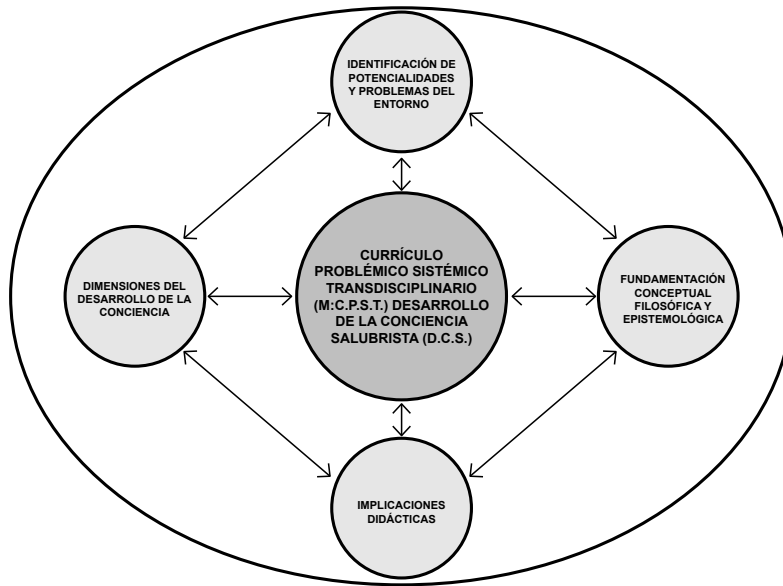 IDENTIFICACIÓN DE
POTENCIALIDADES
Y PROBLEMAS DEL
ENTORNO
DIMENSIONES DEL
DESARROLLO DE LA
CONCIENCIA
CURRÍCULO
PROBLÉMICO SISTÉMICO
TRANSDISCIPLINARIO
(M:C.P.S.T.) DESARROLLO
DE LA CONCIENCIA
SALUBRISTA (D.C.S.)
FUNDAMENTACIÓN
CONCEPTUAL
FILOSÓFICA Y
EPISTEMOLÓGICA
IMPLICACIONES
DIDÁCTICAS